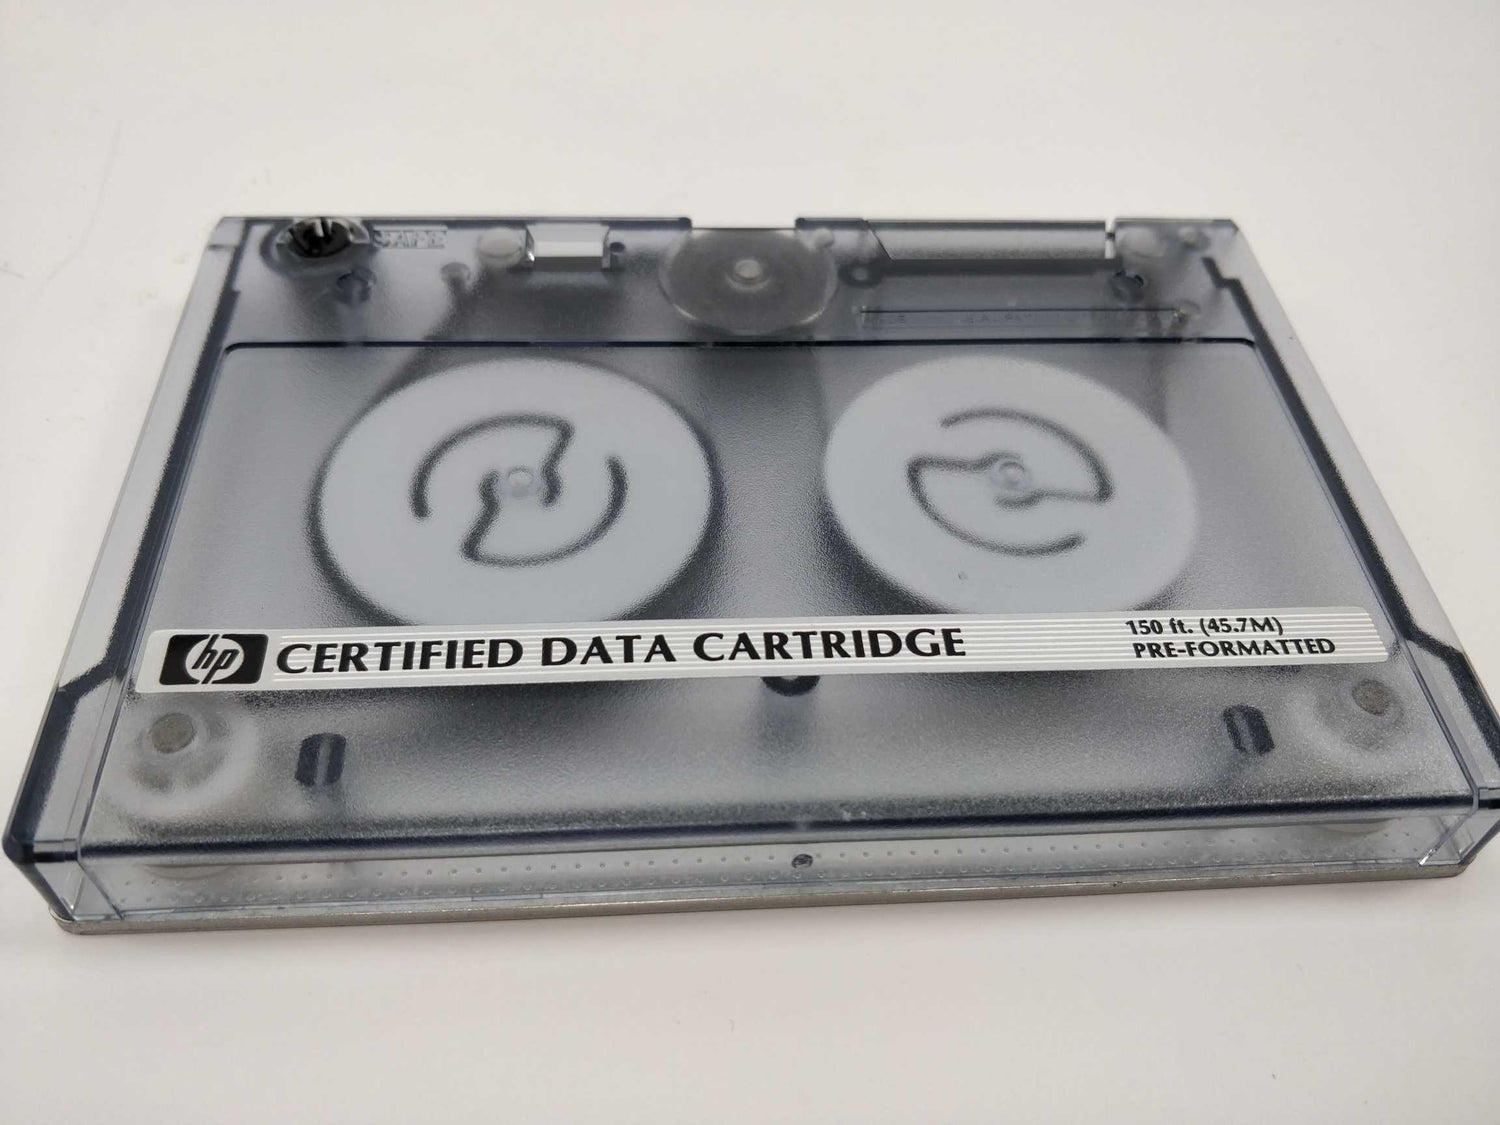 hp CERTIFIED DATA CARTRIDGE
150 ft. (45.7M)
PRE-FORMATTED